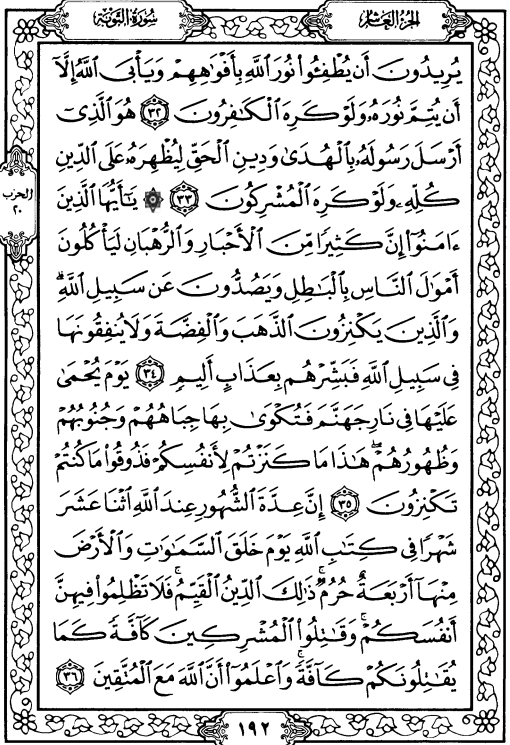 الجزء العاشر
سورة التوبة
يُرِيدُونَ أَن يُطْفِـُٔوا۟ نُورَ ٱللَّهِ بِأَفْوَٰهِهِمْ وَيَأْبَى ٱللَّهُ إِلَّآ
أَن يُتِمَّ نُورَهُۥ وَلَوْ كَرِهَ ٱلْكَٰفِرُونَ ٣٢ هُوَ ٱلَّذِىٓ
أَرْسَلَ رَسُولَهُۥ بِٱلْهُدَىٰ وَدِينِ ٱلْحَقِّ لِيُظْهِرَهُۥ عَلَى ٱلدِّينِ
كُلِّهِۦ وَلَوْ كَرِهَ ٱلْمُشْرِكُونَ ٣٣ ۞ يَٰٓأَيُّهَا ٱلَّذِينَ
ءَامَنُوٓا۟ إِنَّ كَثِيرًا مِّنَ ٱلْأَحْبَارِ وَٱلرُّهْبَانِ لَيَأْكُلُونَ
أَمْوَٰلَ ٱلنَّاسِ بِٱلْبَٰطِلِ وَيَصُدُّونَ عَن سَبِيلِ ٱللَّهِ ۗ
وَٱلَّذِينَ يَكْنِزُونَ ٱلذَّهَبَ وَٱلْفِضَّةَ وَلَا يُنفِقُونَهَا
فِى سَبِيلِ ٱللَّهِ فَبَشِّرْهُم بِعَذَابٍ أَلِيمٍ ٣٤ يَوْمَ يُحْمَىٰ
عَلَيْهَا فِى نَارِ جَهَنَّمَ فَتُكْوَىٰ بِهَا جِبَاهُهُمْ وَجُنُوبُهُمْ
وَظُهُورُهُمْ ۖ هَٰذَا مَا كَنَزْتُمْ لِأَنفُسِكُمْ فَذُوقُوا۟ مَا كُنتُمْ
تَكْنِزُونَ ٣٥ إِنَّ عِدَّةَ ٱلشُّهُورِ عِندَ ٱللَّهِ ٱثْنَا عَشَرَ
شَهْرًا فِى كِتَٰبِ ٱللَّهِ يَوْمَ خَلَقَ ٱلسَّمَٰوَٰتِ وَٱلْأَرْضَ
مِنْهَآ أَرْبَعَةٌ حُرُمٌ ۚ ذَٰلِكَ ٱلدِّينُ ٱلْقَيِّمُ ۚ فَلَا تَظْلِمُوا۟ فِيهِنَّ
أَنفُسَكُمْ ۚ وَقَٰتِلُوا۟ ٱلْمُشْرِكِينَ كَآفَّةً كَمَا
يُقَٰتِلُونَكُمْ كَآفَّةً ۚ وَٱعْلَمُوٓا۟ أَنَّ ٱللَّهَ مَعَ ٱلْمُتَّقِينَ ٣٦
الحزب
٢٠
١٩٢